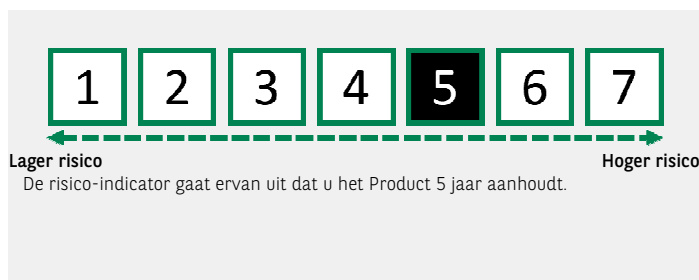 1 2 3 4 5 6 7
Lager risico Hoger risico
De risico-indicator gaat ervan uit dat u het Product 5 jaar aanhoudt.